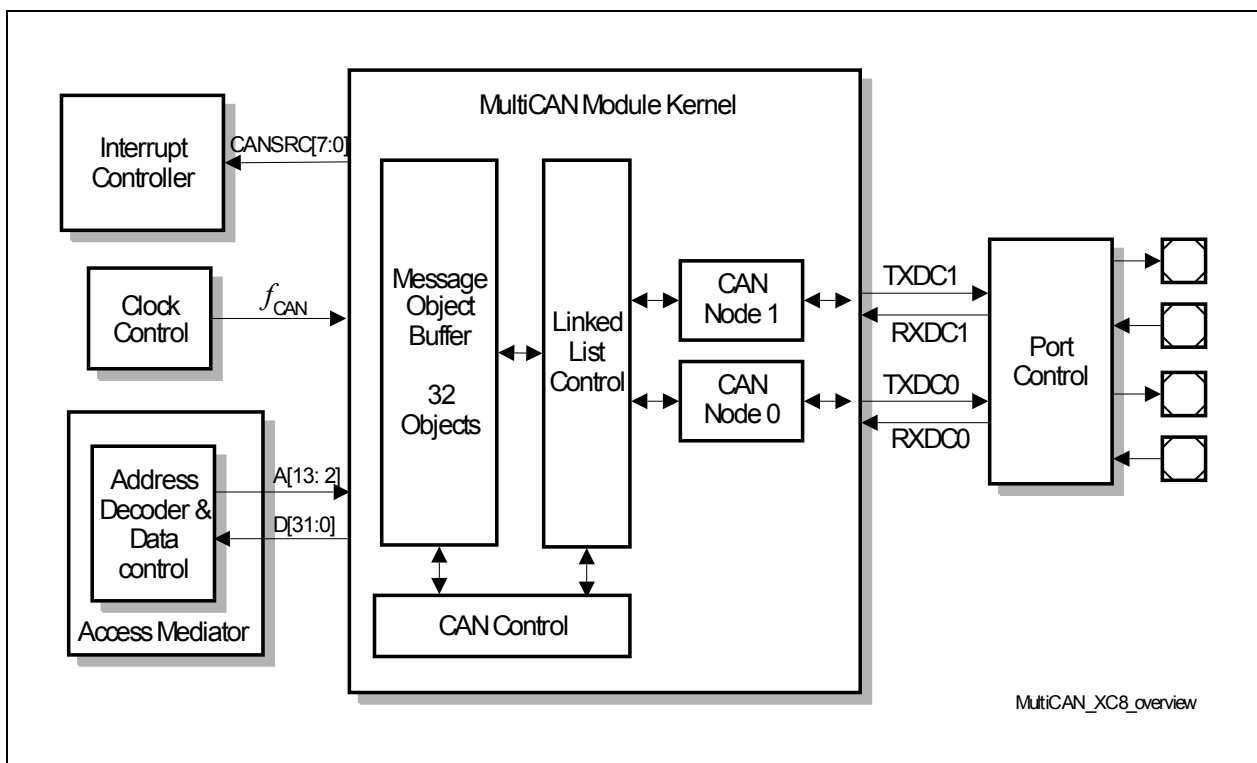 MultiCAN Module Kernel
Interrupt
Controller
CANSRC[7:0]
Clock
Control
fCAN
Address
Decoder &
Data
control
Access Mediator
A[13: 2]
D[31:0]
Message
Object
Buffer
32
Objects
Linked
List
Control
CAN
Node 1
CAN
Node 0
CAN Control
TXDC1
RXDC1
TXDC0
RXDC0
Port
Control
MultiCAN_XC8_overview